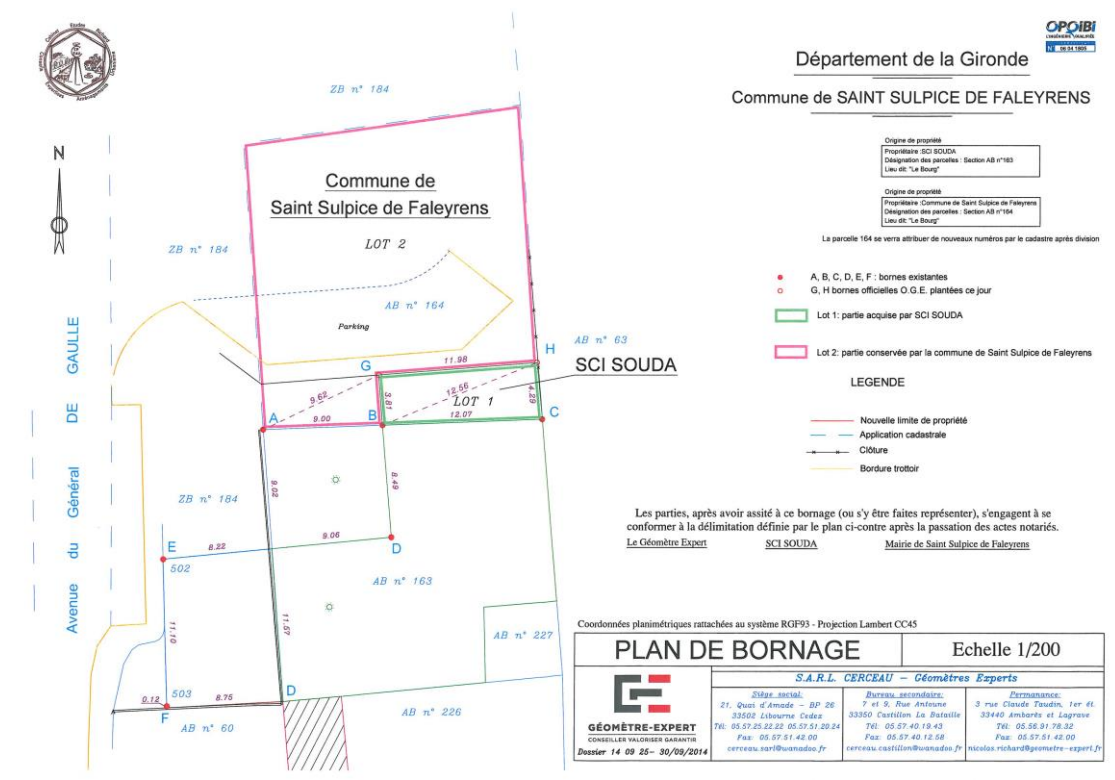 OPQIBI
L'INGÉNIERIE QUALIFIÉE
N° 06 04 1805
Département de la Gironde
Commune de SAINT SULPICE DE FALEYRENS
Origine de propriété
Propriétaire :SCI SOUDA
Désignation des parcelles : Section AB n°163
Lieu dit: "Le Bourg"
Origine de propriété
Propriétaire :Commune de Saint Sulpice de Faleyrens
Désignation des parcelles : Section AB n°164
Lieu dit: "Le Bourg"
La parcelle 164 se verra attribuer de nouveaux numéros par le cadastre après division
A, B, C, D, E, F : bornes existantes
G, H bornes officielles O.G.E. plantées ce jour
Lot 1: partie acquise par SCI SOUDA
Lot 2: partie conservée par la commune de Saint Sulpice de Faleyrens
LEGENDE
Nouvelle limite de propriété
Application cadastrale
Clôture
Bordure trottoir
Les parties, après avoir assité à ce bornage (ou s'y être faites représenter), s'engagent à se
conformer à la délimitation définie par le plan ci-contre après la passation des actes notariés.
Le Géomètre Expert
SCI SOUDA
Mairie de Saint Sulpice de Faleyrens
N
ZB n° 184
Commune de
Saint Sulpice de Faleyrens
LOT 2
ZB n° 184
AB n° 164
Parking
AB n° 63
H
11.98
G
SCI SOUDA
9.62
3.81
12.56
4.29
LOT 1
A
9.00
B
12.07
C
9.02
8.49
ZB n° 184
E
8.22
9.06
D
502
AB n° 163
11.10
11.57
AB n° 227
503
D
0.12
8.75
F
AB n° 60
AB n° 226
Avenue du Général DE GAULLE
Coordonnées planimétriques rattachées au système RGF93 - Projection Lambert CC45
PLAN DE BORNAGE
Echelle 1/200
GÉOMÈTRE-EXPERT
CONSEILLER VALORISER GARANTIR
Dossier 14 09 25- 30/09/2014
S.A.R.L. CERCEAU - Géomètres Experts
Siège social:
21, Quai d'Amade - BP 26
33502 Libourne Cedex
Tél: 05.57.25.22.22 05.57.51.20.24
Fax: 05.57.51.42.00
cerceau.sarl@wanadoo.fr
Bureau secondaire:
7 et 9, Rue Antoune
33350 Castillon La Bataille
Tél: 05.57.40.19.43
Fax: 05.57.40.12.58
cerceau.castillon@wanadoo.fr
Permanance:
3 rue Claude Taudin, 1er ét.
33440 Ambarès et Lagrave
Tél: 05.56.91.78.32
Fax: 05.57.51.42.00
nicolas.richard@geometre-expert.fr